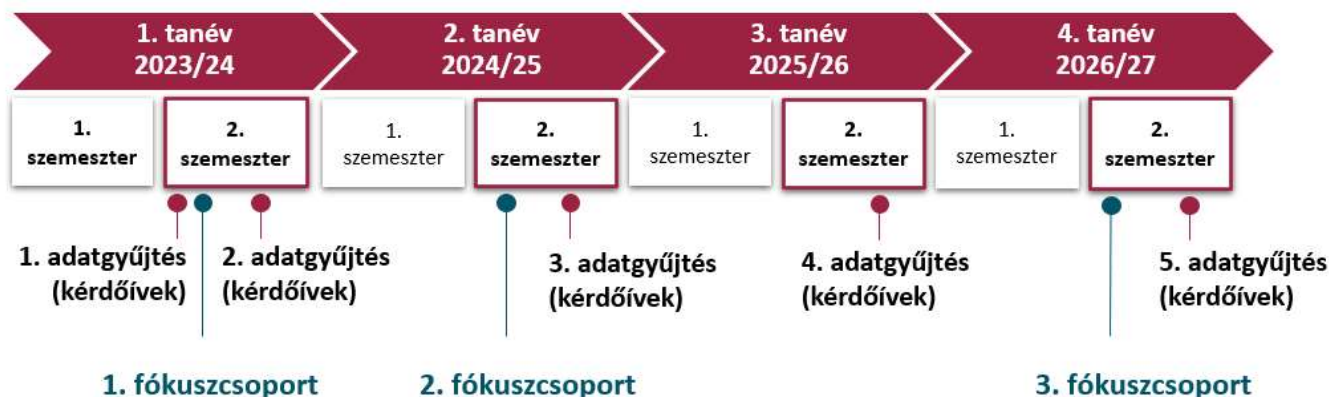 1. tanév
2023/24
2. tanév
2024/25
3. tanév
2025/26
4. tanév
2026/27
1.
szemeszter
2.
szemeszter
1.
szemeszter
2.
szemeszter
1.
szemeszter
2.
szemeszter
1.
szemeszter
2.
szemeszter
1. adatgyűjtés
(kérdőívek)
2. adatgyűjtés
(kérdőívek)
3. adatgyűjtés
(kérdőívek)
4. adatgyűjtés
(kérdőívek)
5. adatgyűjtés
(kérdőívek)
1. fókuszcsoport
2. fókuszcsoport
3. fókuszcsoport